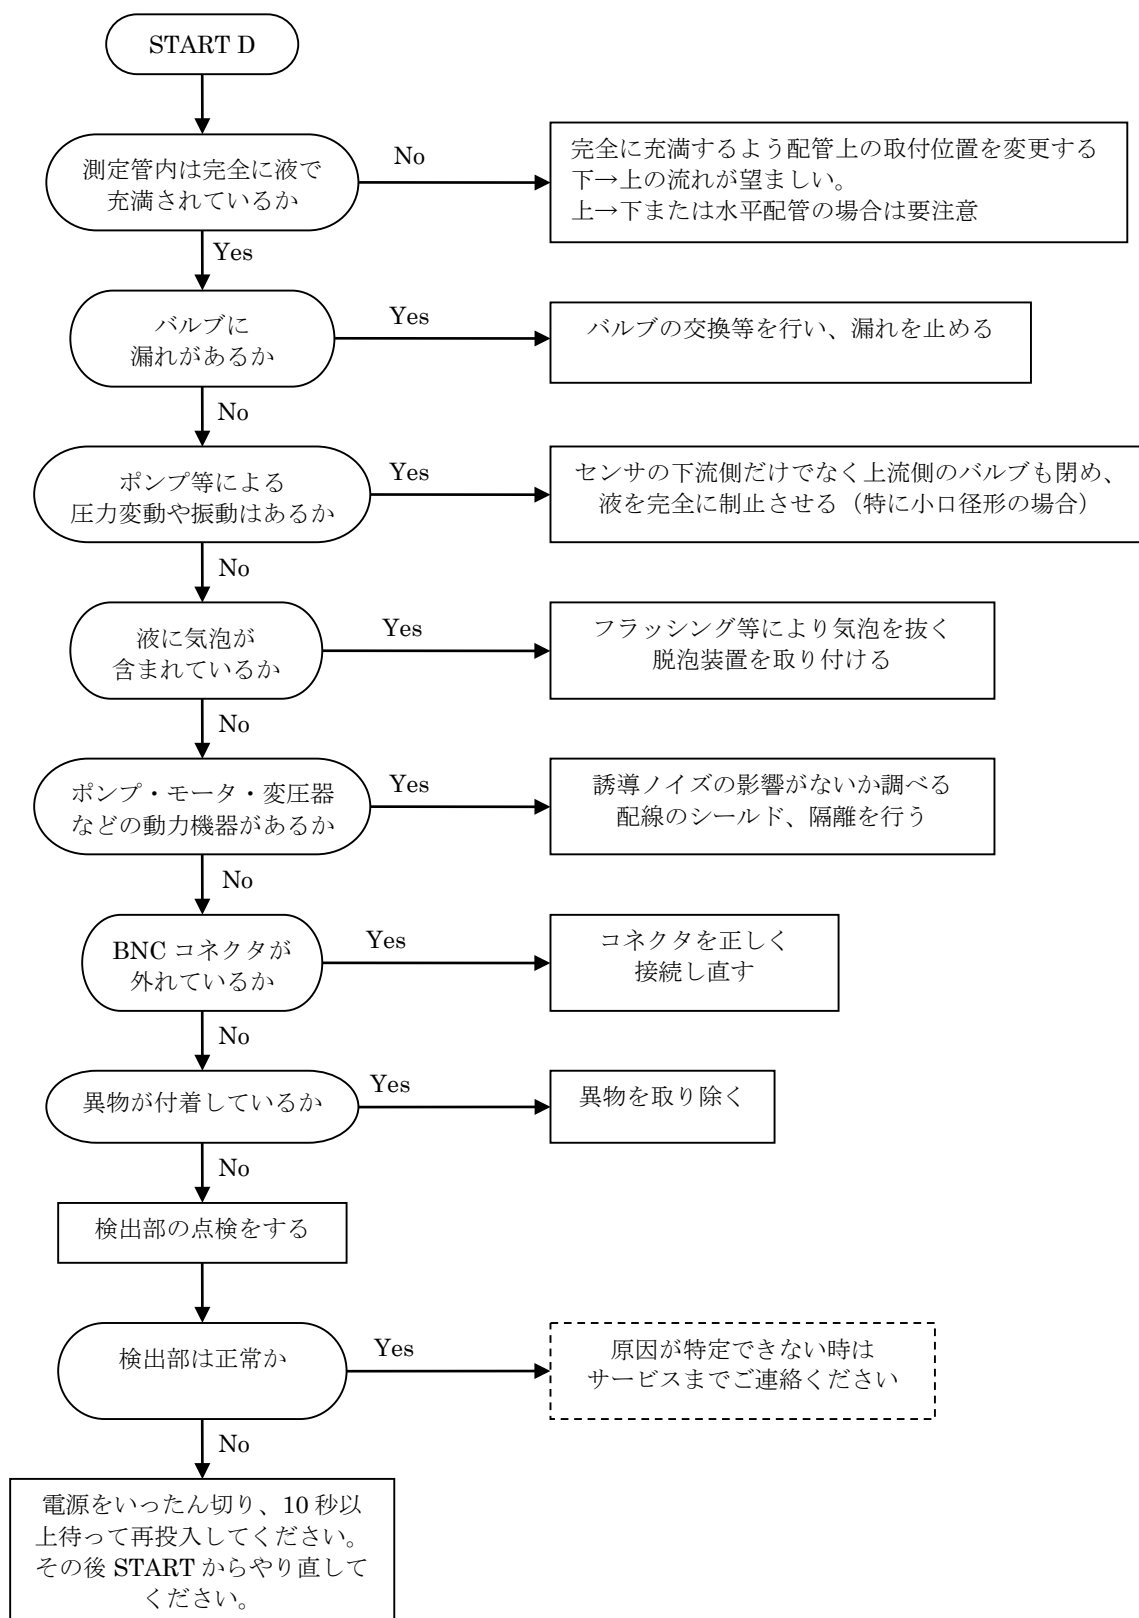 START D
測定管内は完全に液で
充満されているか
No
完全に充満するよう配管上の取付位置を変更する
下→上の流れが望ましい。
上→下または水平配管の場合は要注意
Yes
バルブに
漏れがあるか
Yes
バルブの交換等を行い、漏れを止める
No
ポンプ等による
圧力変動や振動はあるか
Yes
センサの下流側だけでなく上流側のバルブも閉め、
液を完全に制止させる（特に小口径形の場合）
No
液に気泡が
含まれているか
Yes
フラッシング等により気泡を抜く
脱泡装置を取り付ける
No
ポンプ・モータ・変圧器
などの動力機器があるか
Yes
誘導ノイズの影響がないか調べる
配線のシールド、隔離を行う
No
BNC コネクタが
外れているか
Yes
コネクタを正しく
接続し直す
No
異物が付着しているか
Yes
異物を取り除く
No
検出部の点検をする
検出部は正常か
Yes
原因が特定できない時は
サービスまでご連絡ください
No
電源をいったん切り、10 秒以
上待って再投入してください。
その後 START からやり直して
ください。